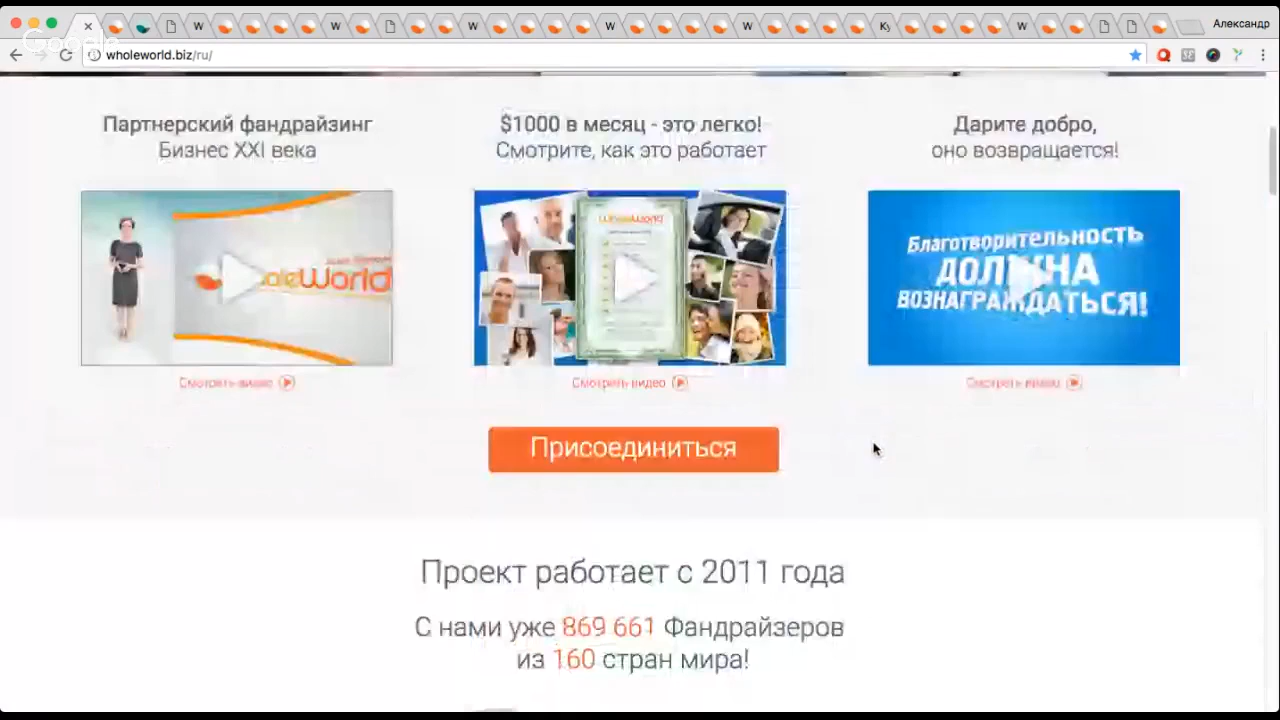 Александр
Google
wholeworld.biz/ru/
Партнерский фандрайзинг
Бизнес XXI века
$1000 в месяц - это легко!
Смотрите, как это работает
Дарите добро,
оно возвращается!
WholeWorld
Благотворительность
ДОЛЖНА
ВОЗНАГРАЖДАТЬСЯ!
Смотреть видео
Смотреть видео
Смотреть видео
Присоединиться
Проект работает с 2011 года
С нами уже 869 661 Фандрайзеров
из 160 стран мира!